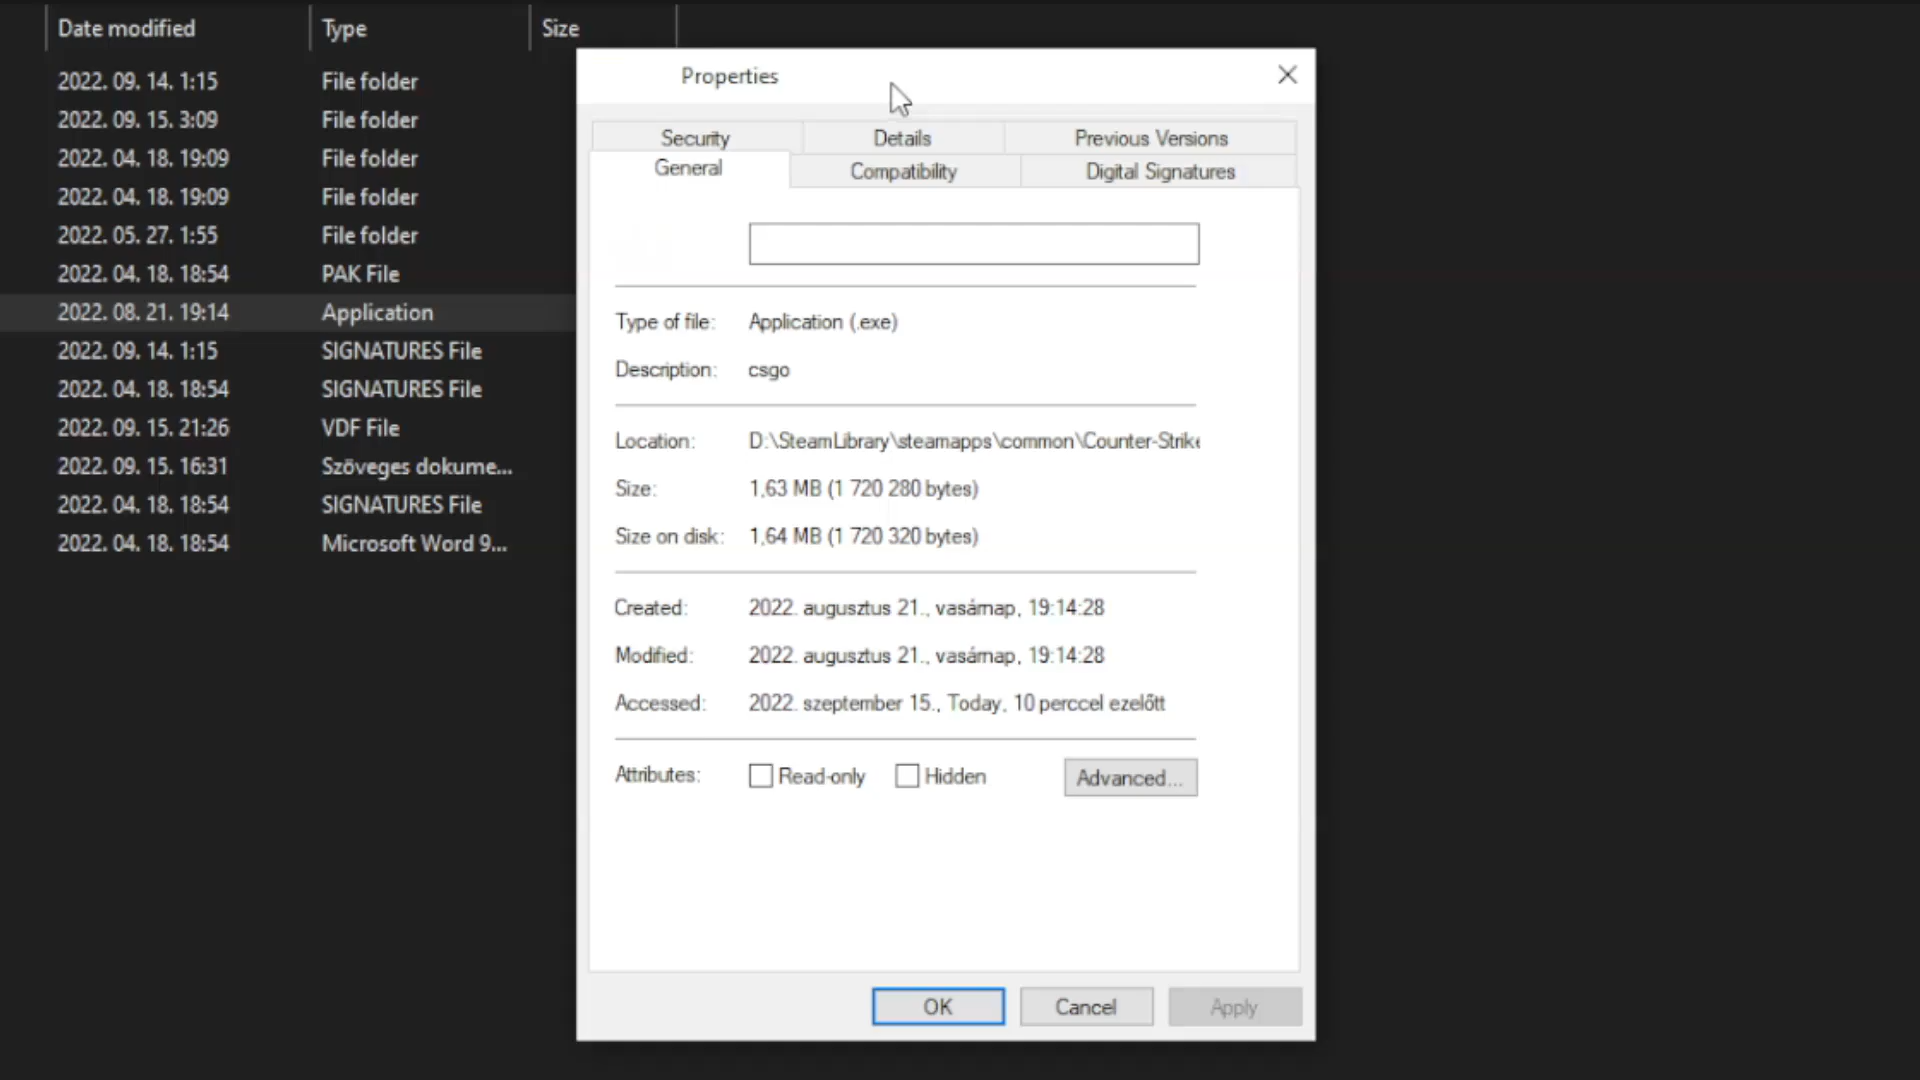 Date modified Type Size
2022. 09. 14. 1:15 File folder
2022. 09. 15. 3:09 File folder
2022. 04. 18. 19:09 File folder
2022. 04. 18. 19:09 File folder
2022. 05. 27. 1:55 File folder
2022. 04. 18. 18:54 PAK File
2022. 08. 21. 19:14 Application
2022. 09. 14. 1:15 SIGNATURES File
2022. 04. 18. 18:54 SIGNATURES File
2022. 09. 15. 21:26 VDF File
2022. 09. 15. 16:31 Szöveges dokume...
2022. 04. 18. 18:54 SIGNATURES File
2022. 04. 18. 18:54 Microsoft Word 9...
Properties
Security Details Previous Versions
General Compatibility Digital Signatures
Type of file: Application (.exe)
Description: csgo
Location: D:\SteamLibrary\steamapps\common\Counter-Strike
Size: 1,63 MB (1 720 280 bytes)
Size on disk: 1,64 MB (1 720 320 bytes)
Created: 2022. augusztus 21., vasárnap, 19:14:28
Modified: 2022. augusztus 21., vasárnap, 19:14:28
Accessed: 2022. szeptember 15., Today, 10 perccel ezelőtt
Attributes: Read-only Hidden Advanced...
OK Cancel Apply